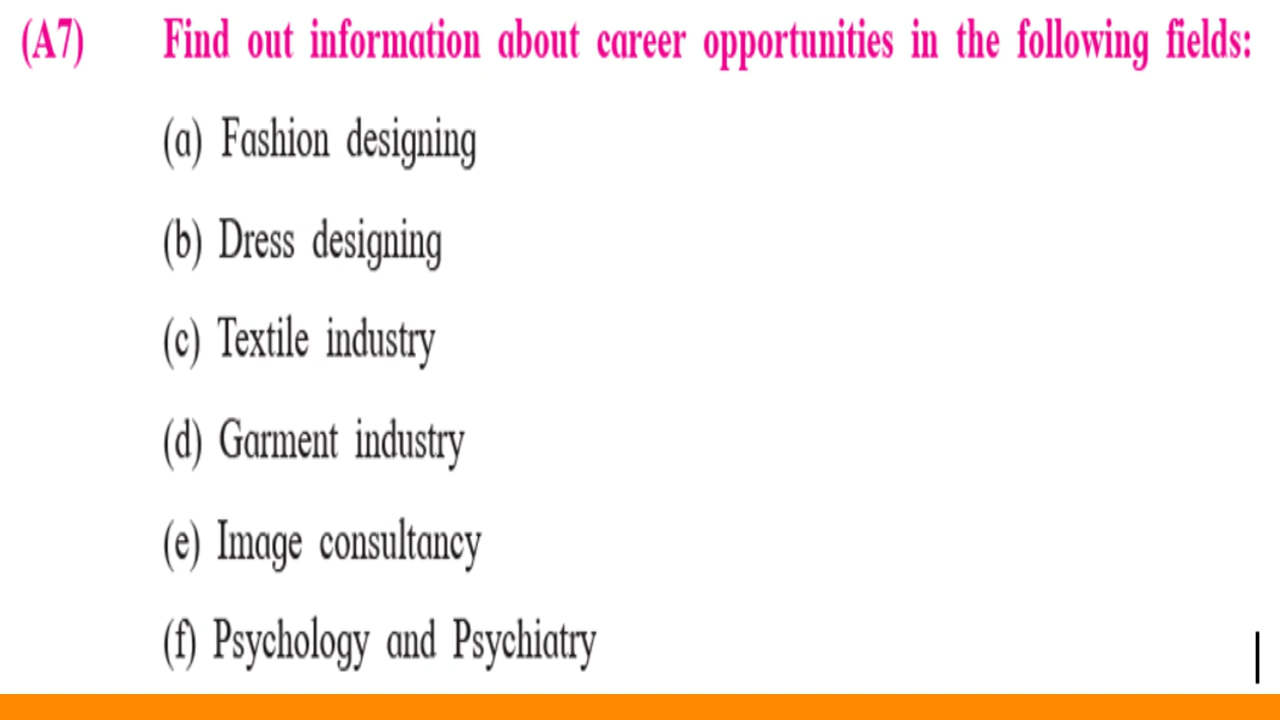 (A7) Find out information about career opportunities in the following fields:
(a) Fashion designing
(b) Dress designing
(c) Textile industry
(d) Garment industry
(e) Image consultancy
(f) Psychology and Psychiatry